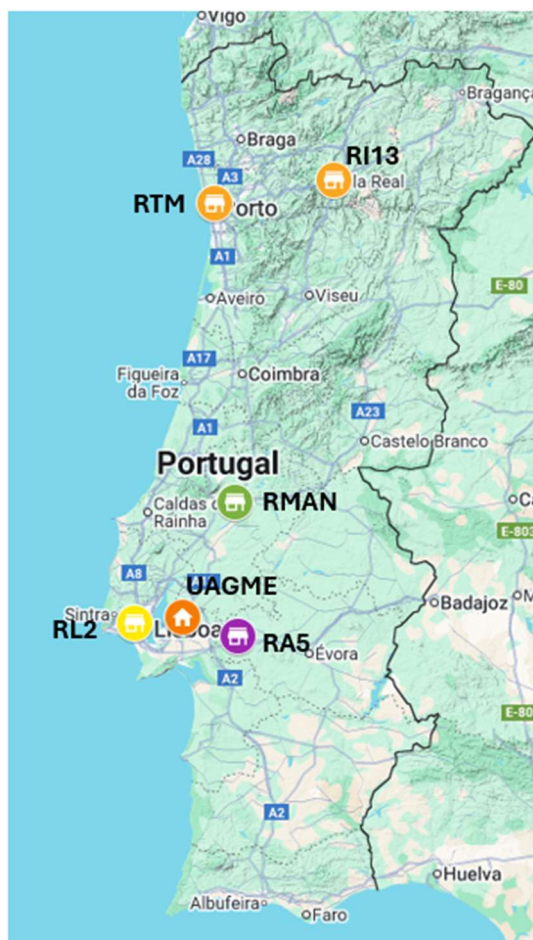 Vigo
Bragança
Braga
A28
A3
RI13
la Real
RTM
orto
A1
E-80
Aveiro
Viseu
A17
Figueira
da Foz
Coimbra
A23
A1
Castelo Branco
Portugal
Caldas
Rainha
RMAN
Cá
E-803
A8
UAGME
Sintra
RL2
Lisboa
RA5
Badajoz
M
Évora
A2
E-80
A2
Huelva
Albufeira
Faro